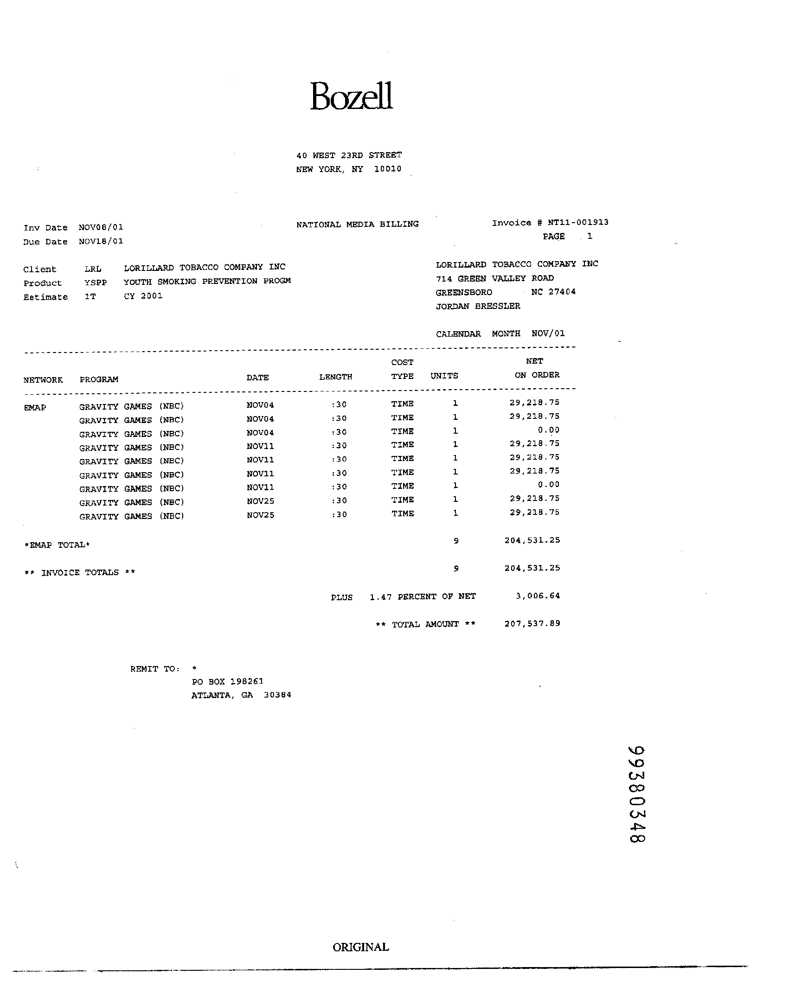 Bozell
40 WEST 23RD STREET
NEW YORK, NY 10010
Inv Date NOV08/01 NATIONAL MEDIA BILLING Invoice # NT11-001913
Due Date NOV18/01 PAGE 1
Client LRL LORILLARD TOBACCO COMPANY INC LORILLARD TOBACCO COMPANY INC
Product YSPP YOUTH SMOKING PREVENTION PROGM 714 GREEN VALLEY ROAD
Estimate 1T CY 2001 GREENSBORO NC 27404
JORDAN BRESSLER
CALENDAR MONTH NOV/01
COST NET
NETWORK PROGRAM DATE LENGTH TYPE UNITS ON ORDER
EMAP GRAVITY GAMES (NBC) NOV04 :30 TIME 1 29,218.75
GRAVITY GAMES (NBC) NOV04 :30 TIME 1 29,218.75
GRAVITY GAMES (NBC) NOV04 :30 TIME 1 0.00
GRAVITY GAMES (NBC) NOV11 :30 TIME 1 29,218.75
GRAVITY GAMES (NBC) NOV11 :30 TIME 1 29,218.75
GRAVITY GAMES (NBC) NOV11 :30 TIME 1 29,218.75
GRAVITY GAMES (NBC) NOV11 :30 TIME 1 0.00
GRAVITY GAMES (NBC) NOV25 :30 TIME 1 29,218.75
GRAVITY GAMES (NBC) NOV25 :30 TIME 1 29,218.75
*EMAP TOTAL* 9 204,531.25
** INVOICE TOTALS ** 9 204,531.25
PLUS 1.47 PERCENT OF NET 3,006.64
** TOTAL AMOUNT ** 207,537.89
REMIT TO: *
PO BOX 198261
ATLANTA, GA 30384
99380348
ORIGINAL